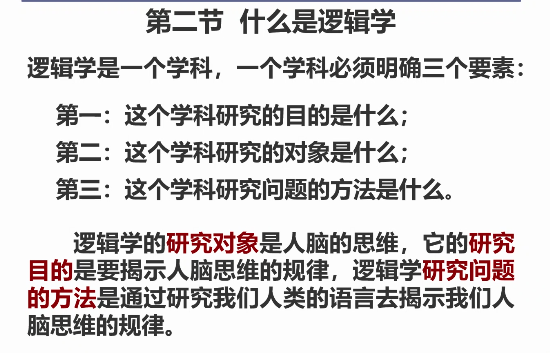 第二节 什么是逻辑学
逻辑学是一个学科，一个学科必须明确三个要素：
第一：这个学科研究的目的是什么；
第二：这个学科研究的对象是什么；
第三：这个学科研究问题的方法是什么。
逻辑学的研究对象是人脑的思维，它的研究
目的是要揭示人脑思维的规律，逻辑学研究问题
的方法是通过研究我们人类的语言去揭示我们人
脑思维的规律。